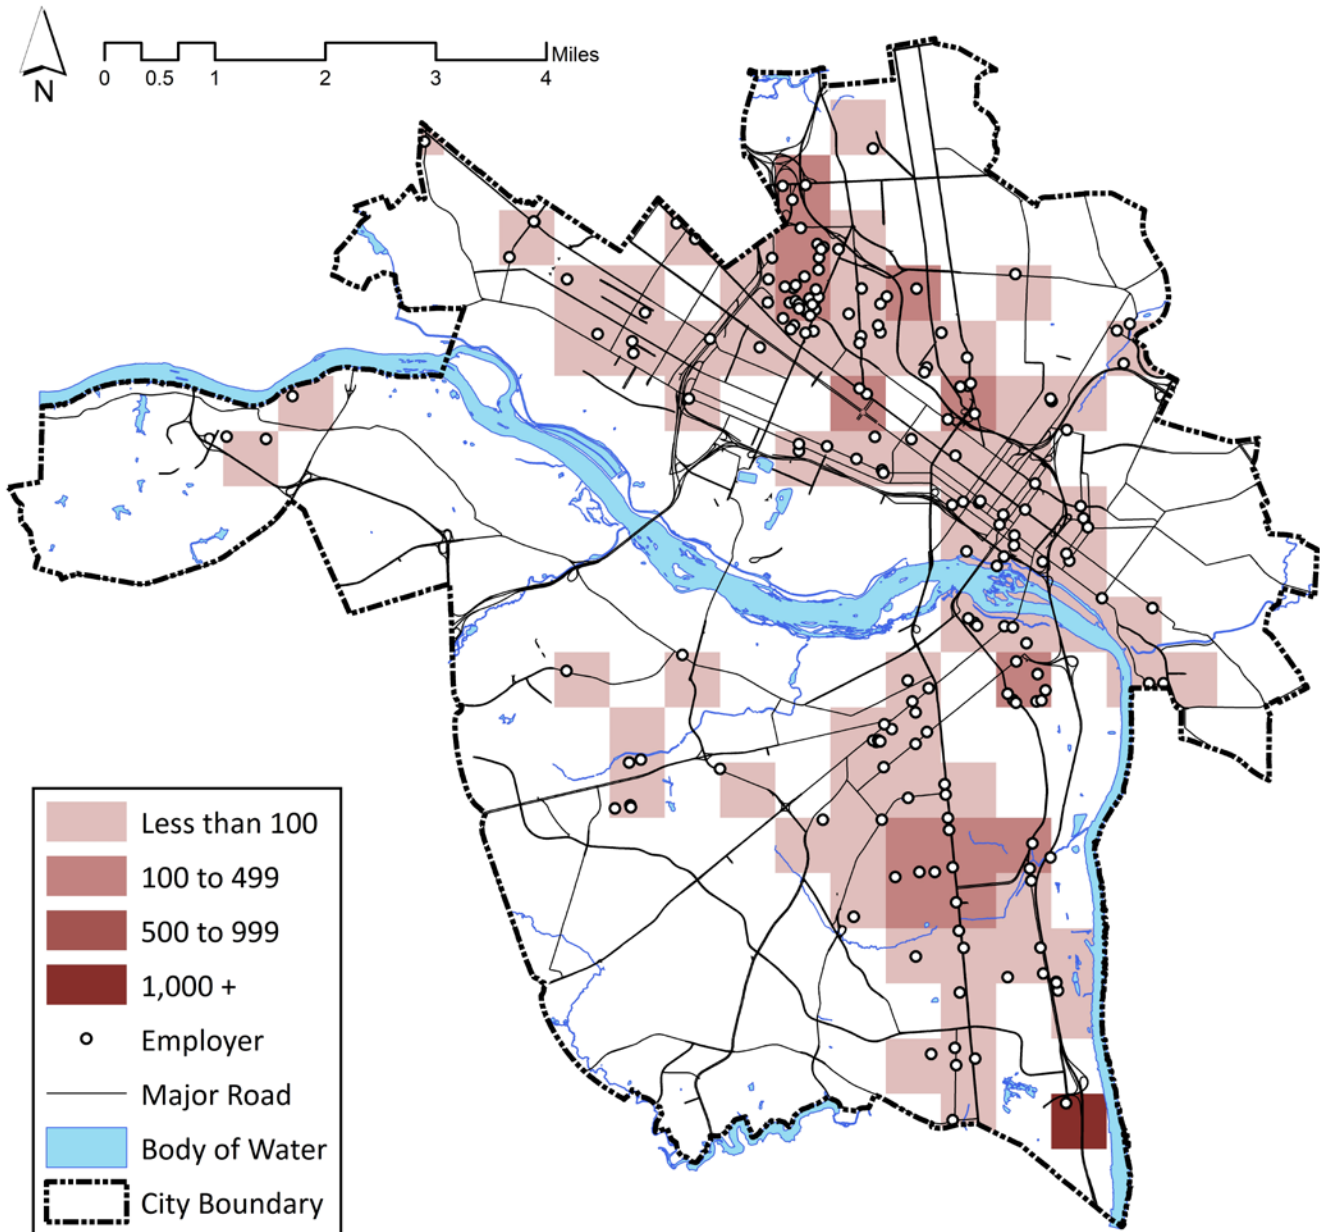 Miles
0 0.5 1 2 3 4
N
Less than 100
100 to 499
500 to 999
1,000 +
Employer
Major Road
Body of Water
City Boundary